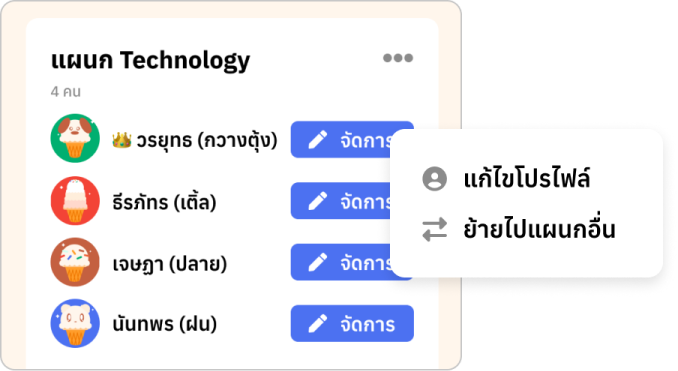 แผนก Technology
4 คน
วรยุทธ (กวางตุ้ง)
จัดการ
ธีรภัทร (เติ้ล)
จัดการ
เจษฏา (ปลาย)
จัดการ
นันทพร (ฝน)
จัดการ
แก้ไขโปรไฟล์
ย้ายไปแผนกอื่น